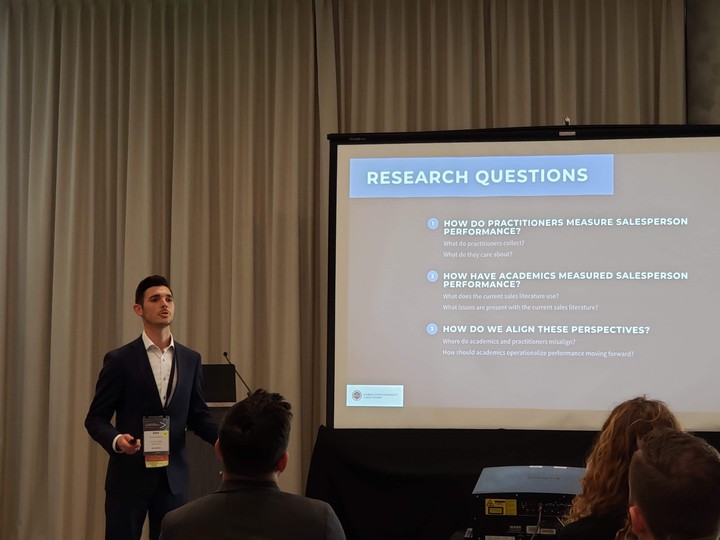 RESEARCH QUESTIONS
1 HOW DO PRACTITIONERS MEASURE SALESPERSON
PERFORMANCE?
What do practitioners collect?
What do they care about?
2 HOW HAVE ACADEMICS MEASURED SALESPERSON
PERFORMANCE?
What does the current sales literature use?
What issues are present with the current sales literature?
3 HOW DO WE ALIGN THESE PERSPECTIVES?
Where do academics and practitioners misalign?
How should academics operationalize performance moving forward?